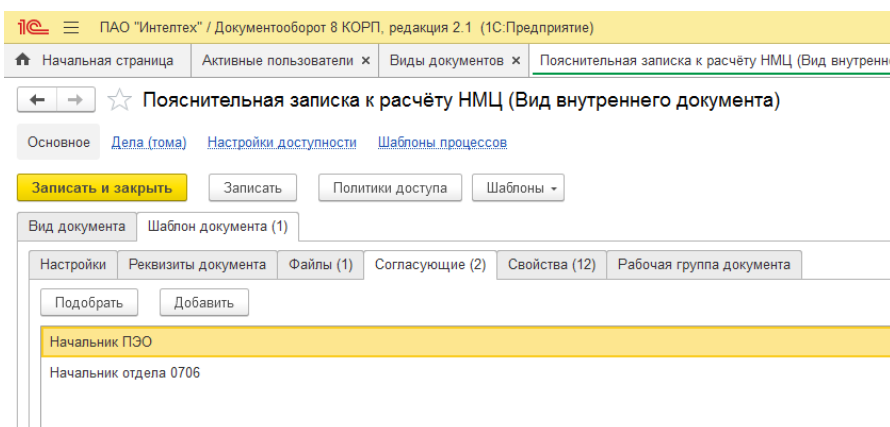 1С ПАО "Интелтех" / Документооборот 8 КОРП, редакция 2.1 (1С:Предприятие)
Начальная страница Активные пользователи × Виды документов × Пояснительная записка к расчёту НМЦ (Вид внутренн
Пояснительная записка к расчёту НМЦ (Вид внутреннего документа)
Основное Дела (тома) Настройки доступности Шаблоны процессов
Записать и закрыть Записать Политики доступа Шаблоны
Вид документа Шаблон документа (1)
Настройки Реквизиты документа Файлы (1) Согласующие (2) Свойства (12) Рабочая группа документа
Подобрать Добавить
Начальник ПЭО
Начальник отдела 0706